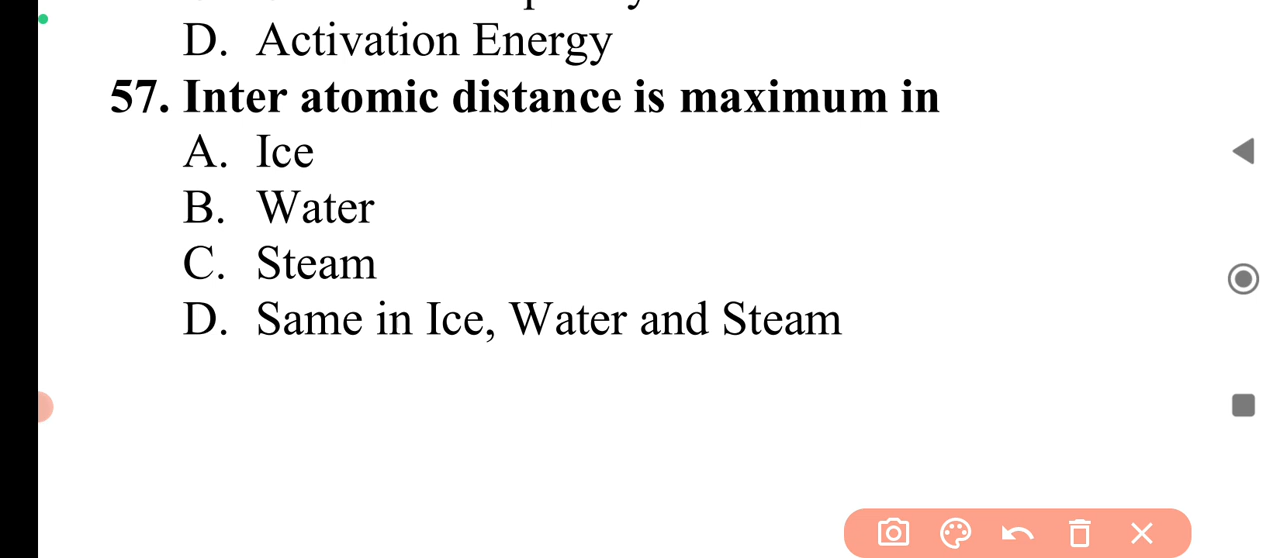 D. Activation Energy
57. Inter atomic distance is maximum in
A. Ice
B. Water
C. Steam
D. Same in Ice, Water and Steam